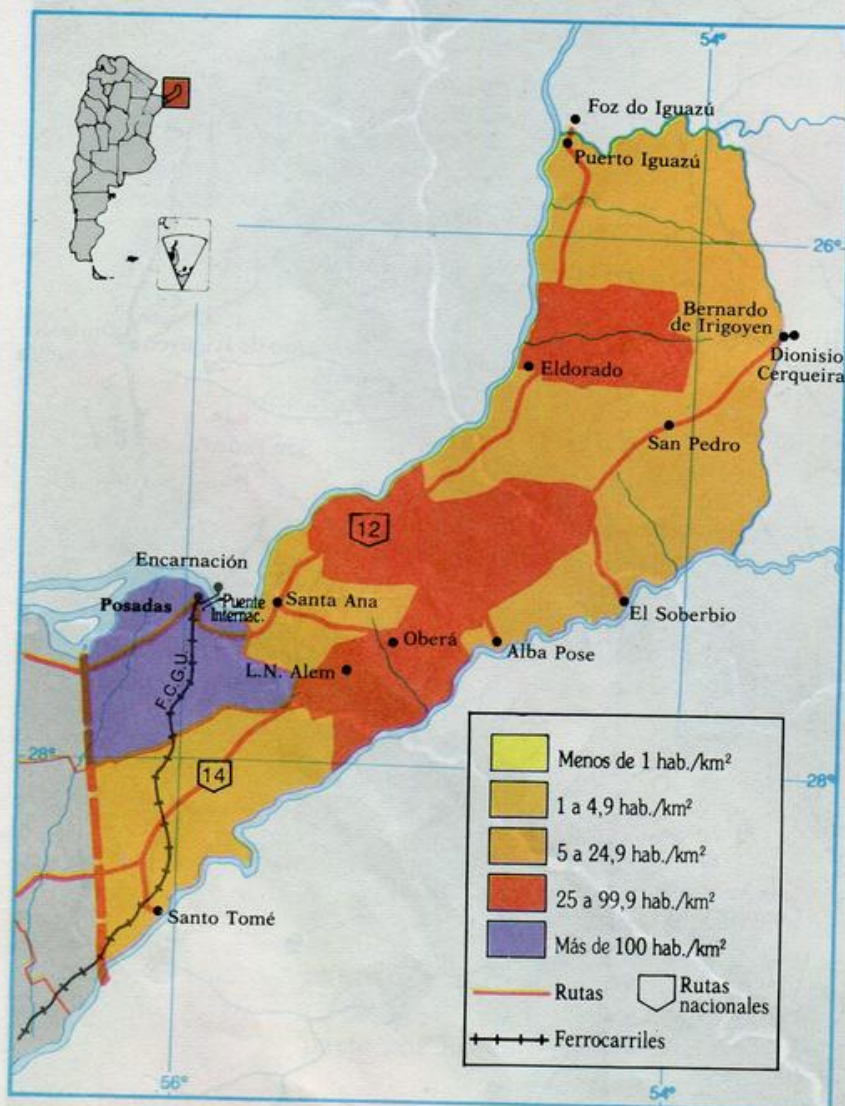 54°
Foz do Iguazú
Puerto Iguazú
26°
Bernardo
de Irigoyen
Dionisio
Cerqueira
Eldorado
San Pedro
12
Encarnación
Posadas
Puente
Internac.
Santa Ana
El Soberbio
Oberá
Alba Pose
L.N. Alem
F.C.G.U.
28°
14
28°
Menos de 1 hab./km²
1 a 4,9 hab./km²
5 a 24,9 hab./km²
25 a 99,9 hab./km²
Más de 100 hab./km²
Rutas
Rutas
nacionales
Ferrocarriles
Santo Tomé
56°
54°